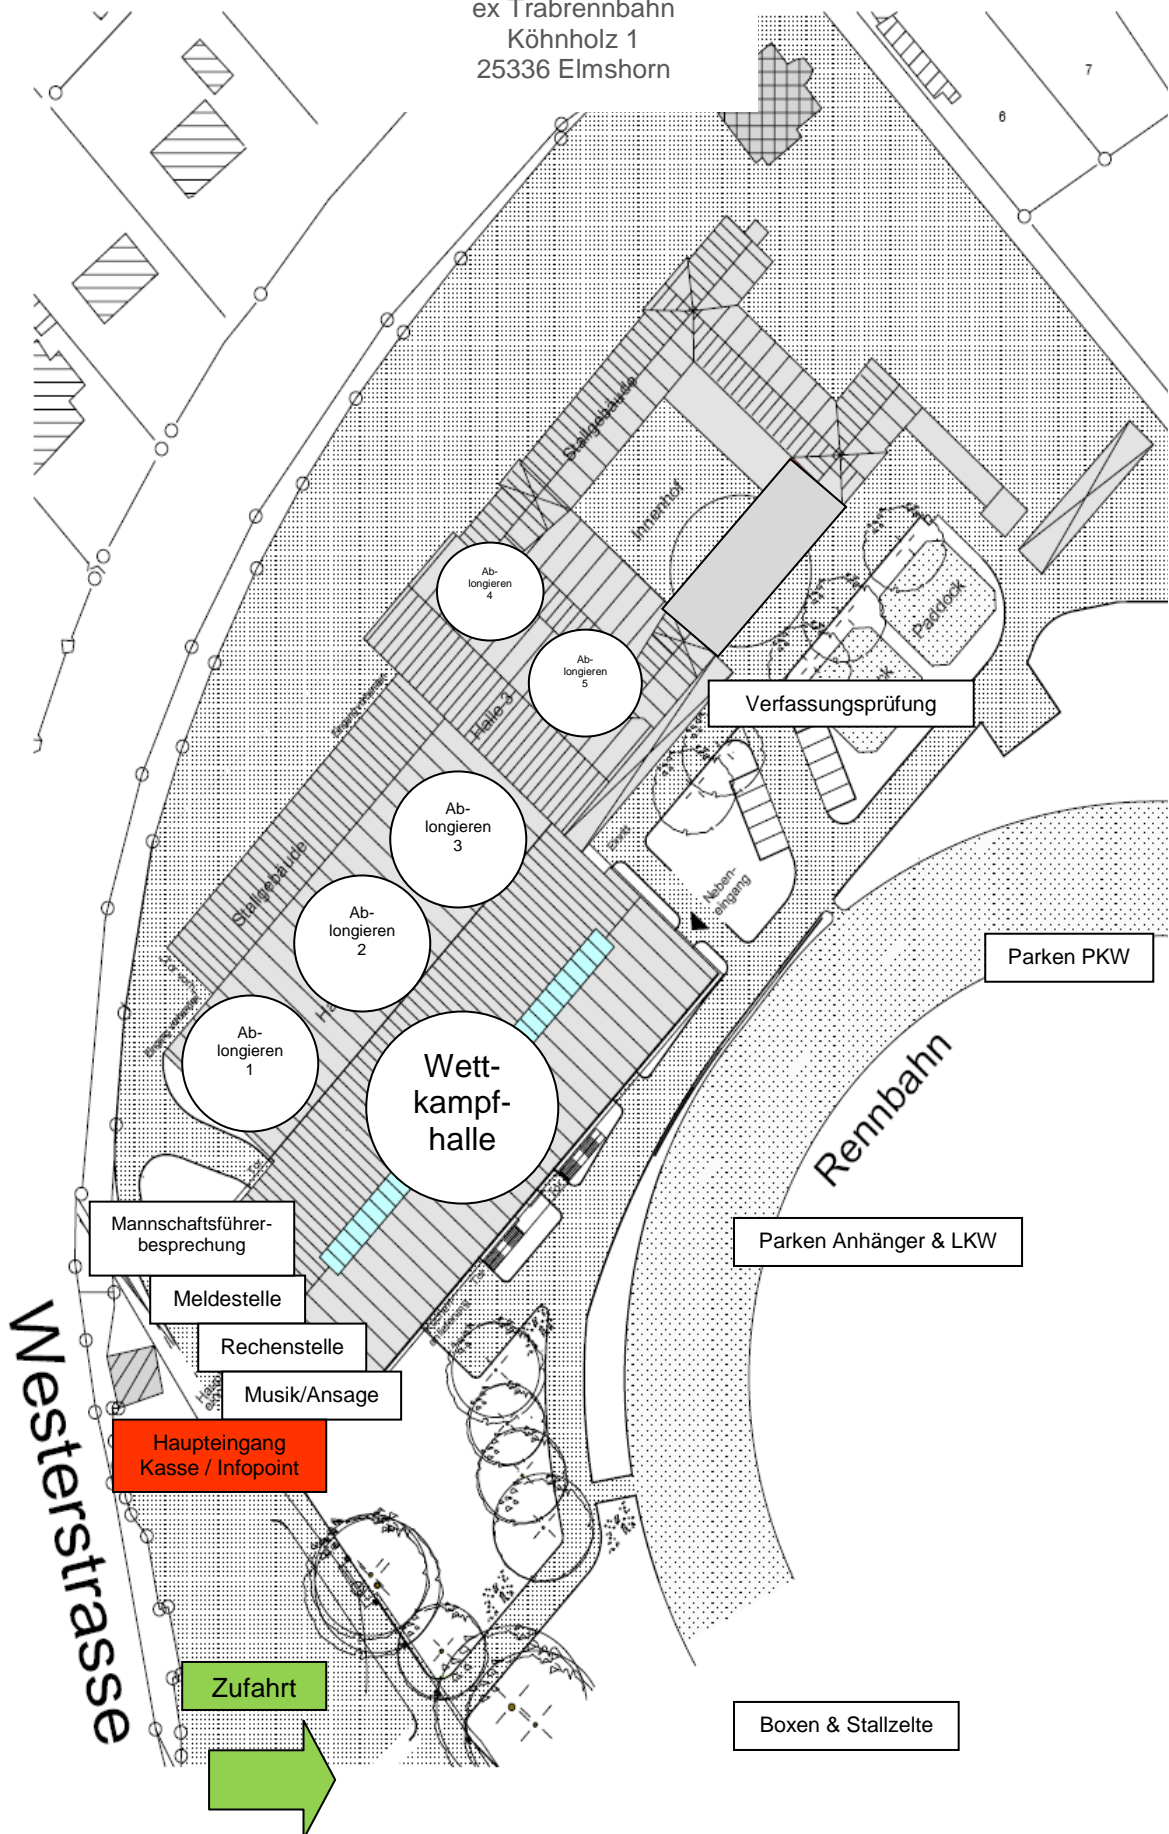 ex Trabrennbahn
Köhnholz 1
25336 Elmshorn
7
6
Stallgebäude
Innenhof
Ab-
longieren
4
Paddock
Ab-
longieren
5
Halle 3
Verfassungsprüfung
Ab-
longieren
3
Stallgebäude
Neben-
eingang
Ab-
longieren
2
Parken PKW
Ab-
longieren
1
Wett-
kampf-
halle
Rennbahn
Mannschaftsführer-
besprechung
Parken Anhänger & LKW
Meldestelle
Rechenstelle
Musik/Ansage
Haupteingang
Kasse / Infopoint
Westerstrasse
Zufahrt
Boxen & Stallzelte